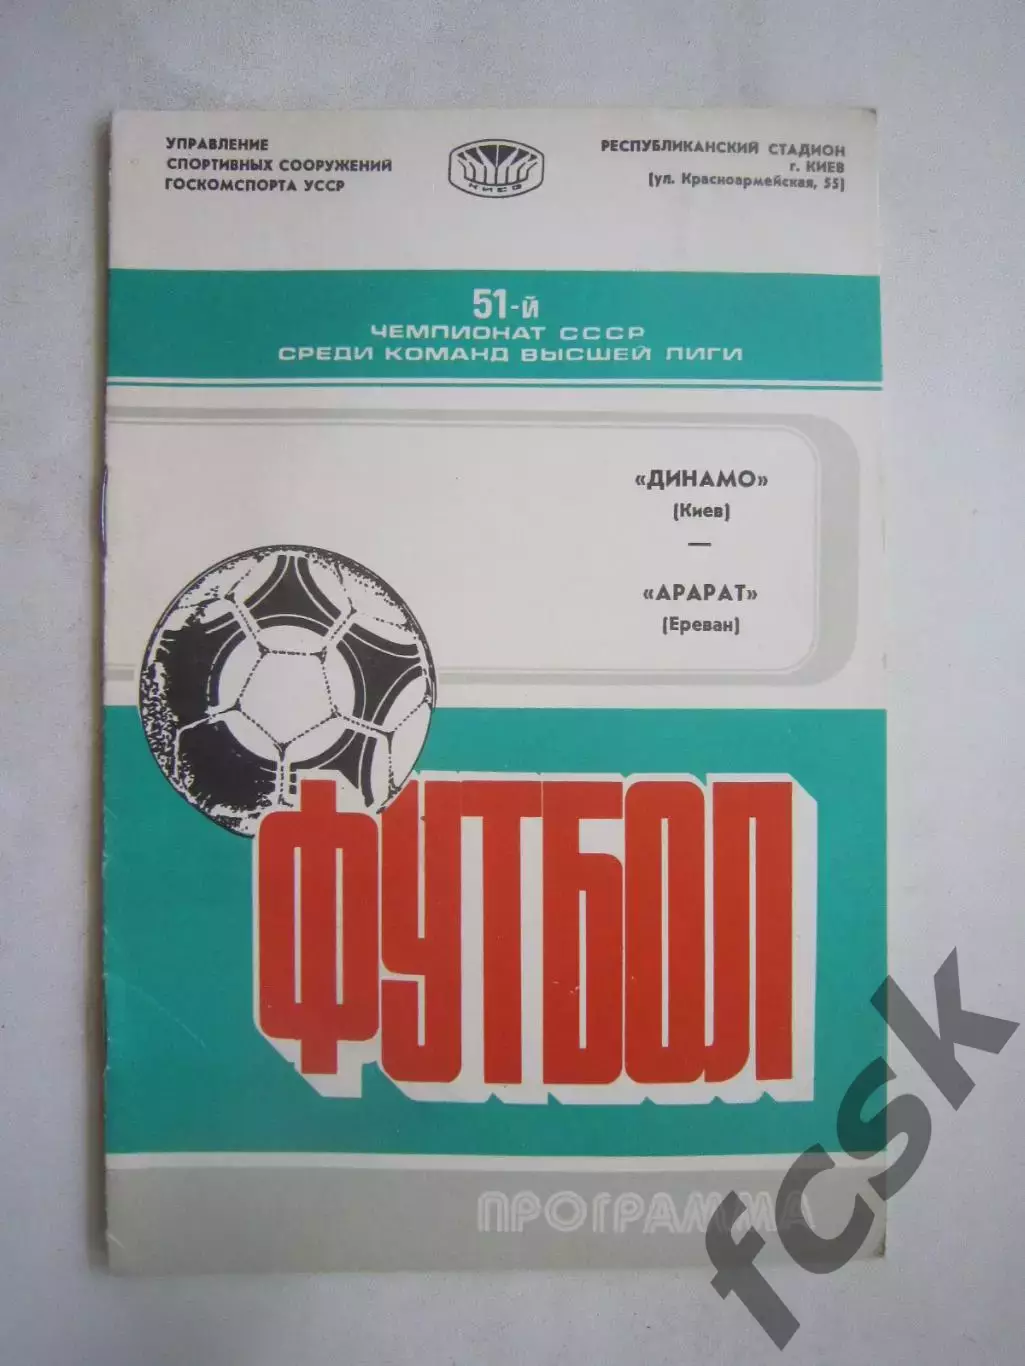 УПРАВЛЕНИЕ
СПОРТИВНЫХ СООРУЖЕНИЙ
ГОСКОМСПОРТА УССР
КИЕВ
РЕСПУБЛИКАНСКИЙ СТАДИОН
г. КИЕВ
(ул. Красноармейская, 55)
51-й
ЧЕМПИОНАТ СССР
СРЕДИ КОМАНД ВЫСШЕЙ ЛИГИ
«ДИНАМО»
(Киев)
—
«АРАРАТ»
(Ереван)
ФУТБОЛ
ПРОГРАММА
fcsk